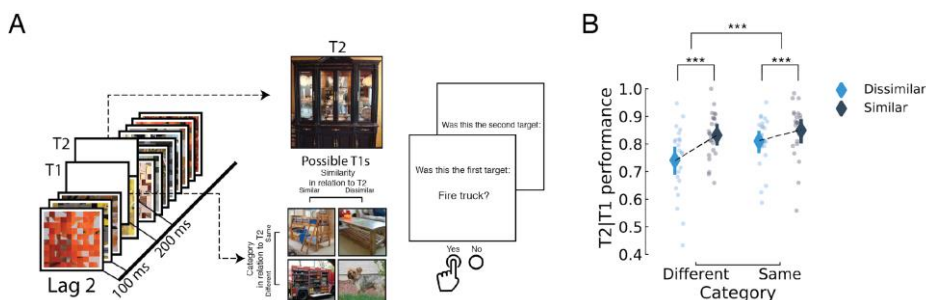 A
T2
T1
Lag 2
100 ms
200 ms
T2
Possible T1s
Similarity
in relation to T2
Similar Dissimilar
Category
in relation to T2
Same
Different
Was this the second target:
Was this the first target:
Fire truck?
Yes No
B
***
*** ***
Dissimilar
Similar
T2|T1 performance
1.0
0.9
0.8
0.7
0.6
0.5
0.4
Different Same
Category